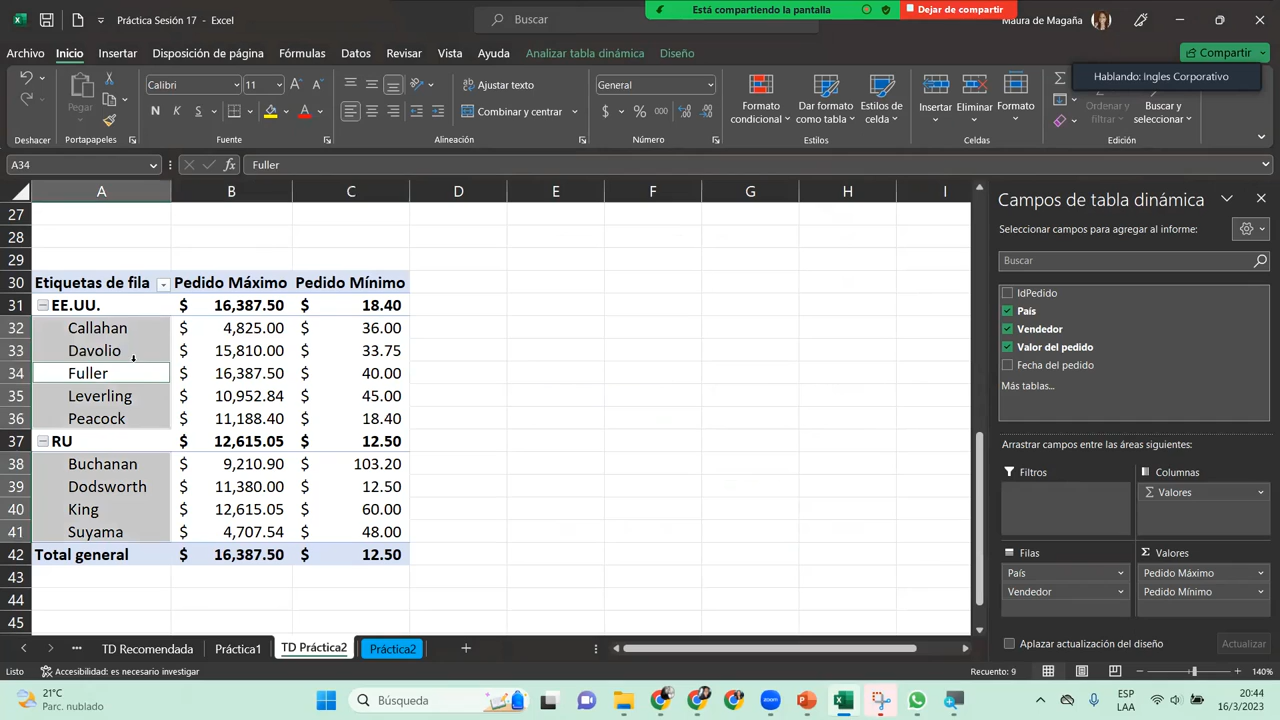 Práctica Sesión 17 - Excel
Buscar
Está compartiendo la pantalla
Dejar de compartir
Maura de Magaña
Archivo Inicio Insertar Disposición de página Fórmulas Datos Revisar Vista Ayuda Analizar tabla dinámica Diseño
Compartir
Hablando: Ingles Corporativo
Pegar
Calibri 11
Ajustar texto
General
Formato condicional
Dar formato como tabla
Estilos de celda
Insertar
Eliminar
Formato
Ordenar y filtrar
Buscar y seleccionar
N K S
Combinar y centrar
$ % 000
Deshacer Portapapeles Fuente Alineación Número Estilos Celdas Edición
A34 fx Fuller
A B C D E F G H I
27
28
29
30 Etiquetas de fila Pedido Máximo Pedido Mínimo
31 EE.UU. $ 16,387.50 $ 18.40
32 Callahan $ 4,825.00 $ 36.00
33 Davolio $ 15,810.00 $ 33.75
34 Fuller $ 16,387.50 $ 40.00
35 Leverling $ 10,952.84 $ 45.00
36 Peacock $ 11,188.40 $ 18.40
37 RU $ 12,615.05 $ 12.50
38 Buchanan $ 9,210.90 $ 103.20
39 Dodsworth $ 11,380.00 $ 12.50
40 King $ 12,615.05 $ 60.00
41 Suyama $ 4,707.54 $ 48.00
42 Total general $ 16,387.50 $ 12.50
43
44
45
Campos de tabla dinámica
Seleccionar campos para agregar al informe:
Buscar
IdPedido
País
Vendedor
Valor del pedido
Fecha del pedido
Más tablas...
Arrastrar campos entre las áreas siguientes:
Filtros
Columnas
Σ Valores
Filas
País
Vendedor
Σ Valores
Pedido Máximo
Pedido Mínimo
Aplazar actualización del diseño
Actualizar
TD Recomendada Práctica1 TD Práctica2 Práctica2
Listo
Accesibilidad: es necesario investigar
Recuento: 9
140%
21°C
Parc. nublado
Búsqueda
zoom
ESP
LAA
20:44
16/3/2023